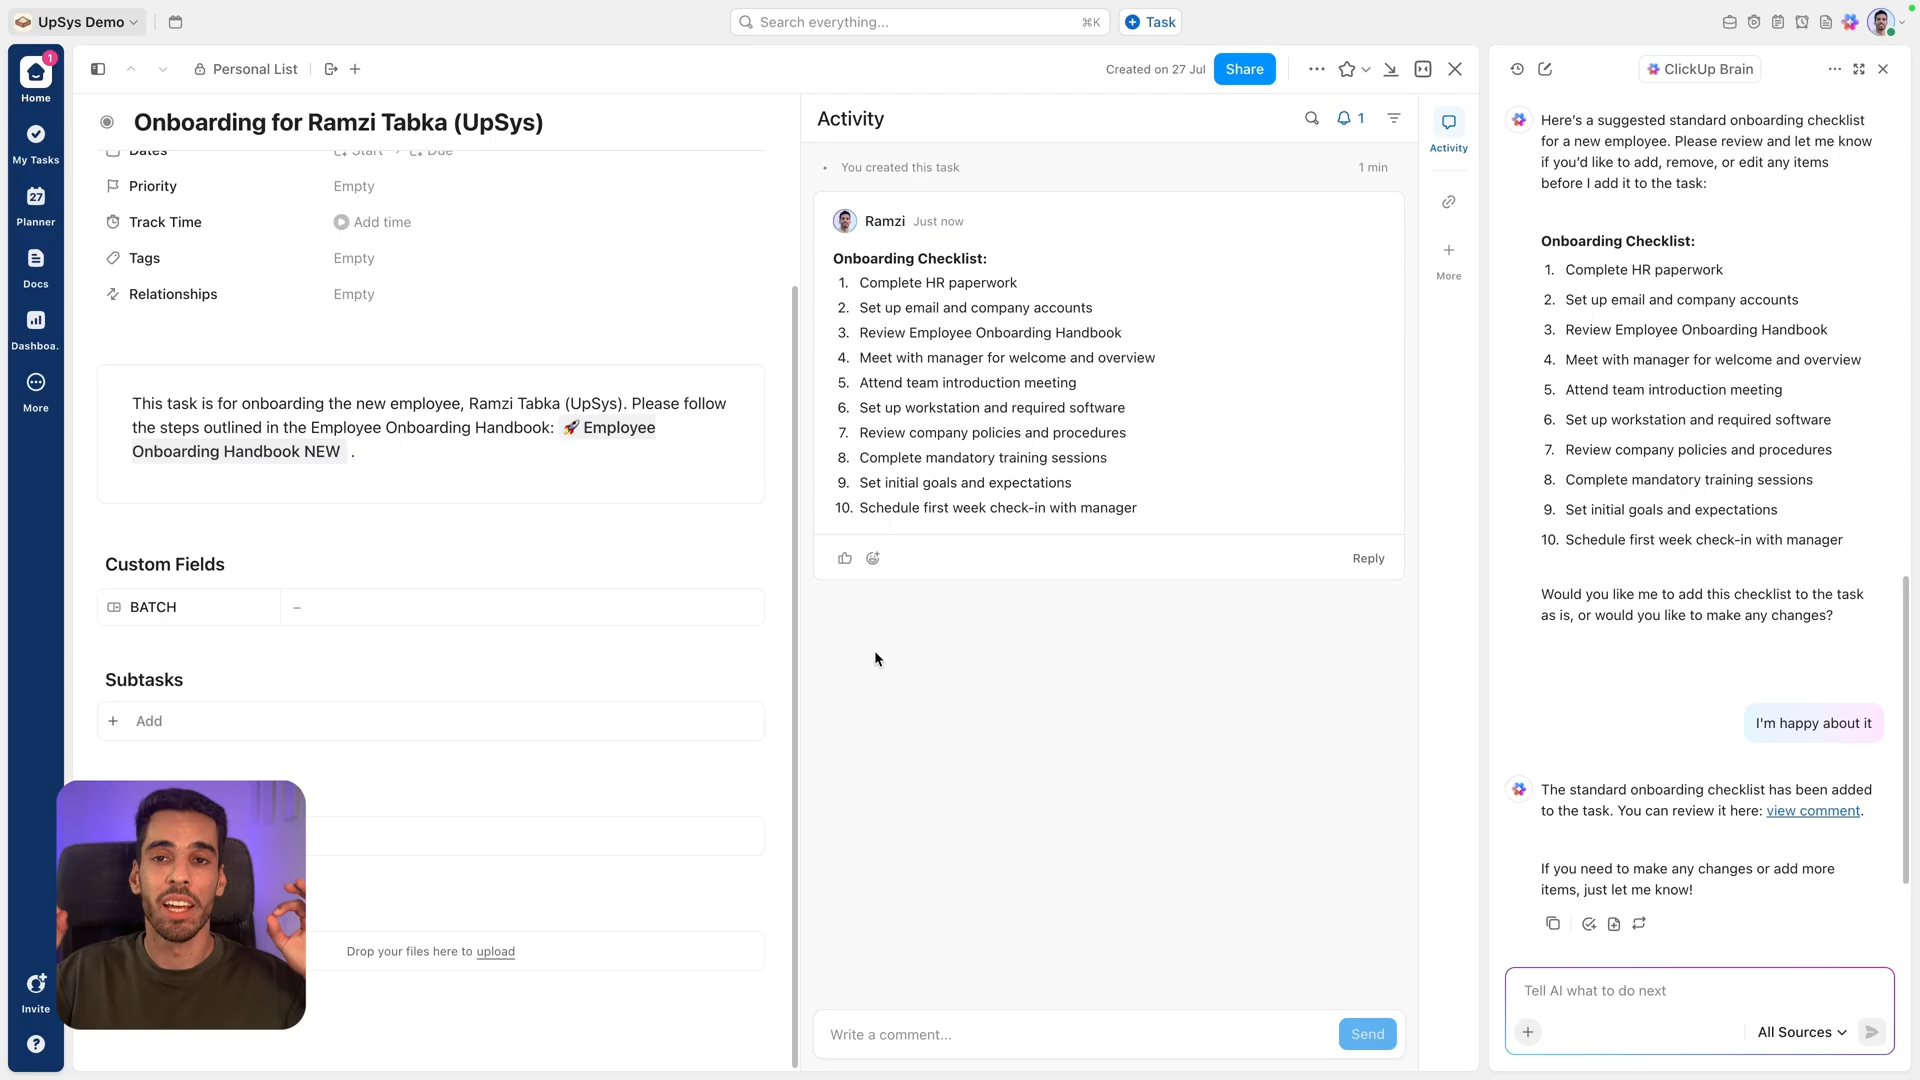 UpSys Demo
Search everything...
⌘K
Task
1
Home
My Tasks
27
Planner
Docs
Dashboa.
More
Invite
Personal List
Created on 27 Jul
Share
Onboarding for Ramzi Tabka (UpSys)
Dates
Start
Due
Priority
Empty
Track Time
Add time
Tags
Empty
Relationships
Empty
This task is for onboarding the new employee, Ramzi Tabka (UpSys). Please follow
the steps outlined in the Employee Onboarding Handbook: 🚀 Employee
Onboarding Handbook NEW .
Custom Fields
BATCH
–
Subtasks
+ Add
Drop your files here to upload
Activity
1
You created this task
1 min
Ramzi Just now
Onboarding Checklist:
1. Complete HR paperwork
2. Set up email and company accounts
3. Review Employee Onboarding Handbook
4. Meet with manager for welcome and overview
5. Attend team introduction meeting
6. Set up workstation and required software
7. Review company policies and procedures
8. Complete mandatory training sessions
9. Set initial goals and expectations
10. Schedule first week check-in with manager
Reply
Write a comment...
Send
Activity
More
ClickUp Brain
Here's a suggested standard onboarding checklist
for a new employee. Please review and let me know
if you'd like to add, remove, or edit any items
before I add it to the task:
Onboarding Checklist:
1. Complete HR paperwork
2. Set up email and company accounts
3. Review Employee Onboarding Handbook
4. Meet with manager for welcome and overview
5. Attend team introduction meeting
6. Set up workstation and required software
7. Review company policies and procedures
8. Complete mandatory training sessions
9. Set initial goals and expectations
10. Schedule first week check-in with manager
Would you like me to add this checklist to the task
as is, or would you like to make any changes?
I'm happy about it
The standard onboarding checklist has been added
to the task. You can review it here: view comment.
If you need to make any changes or add more
items, just let me know!
Tell AI what to do next
All Sources